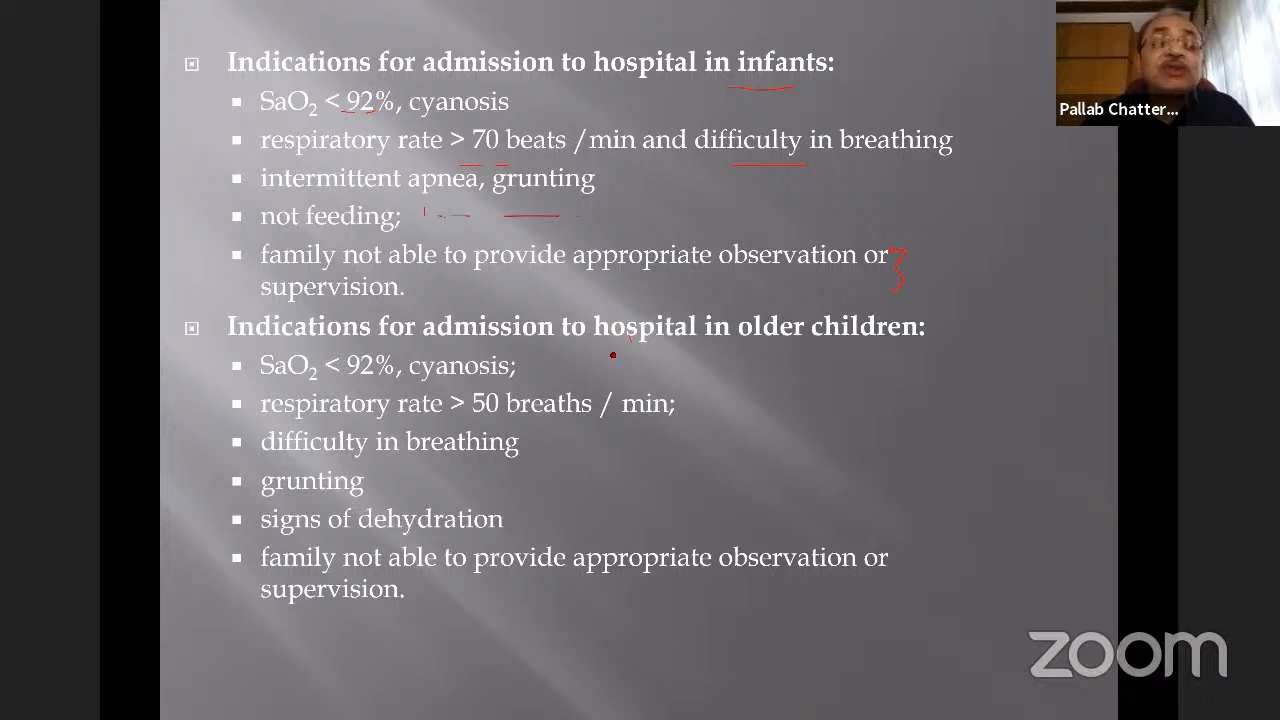 Indications for admission to hospital in infants:
SaO₂ < 92%, cyanosis
respiratory rate > 70 beats /min and difficulty in breathing
intermittent apnea, grunting
not feeding;
family not able to provide appropriate observation or
supervision.
Indications for admission to hospital in older children:
SaO₂ < 92%, cyanosis;
respiratory rate > 50 breaths / min;
difficulty in breathing
grunting
signs of dehydration
family not able to provide appropriate observation or
supervision.
Pallab Chatter...
zoom